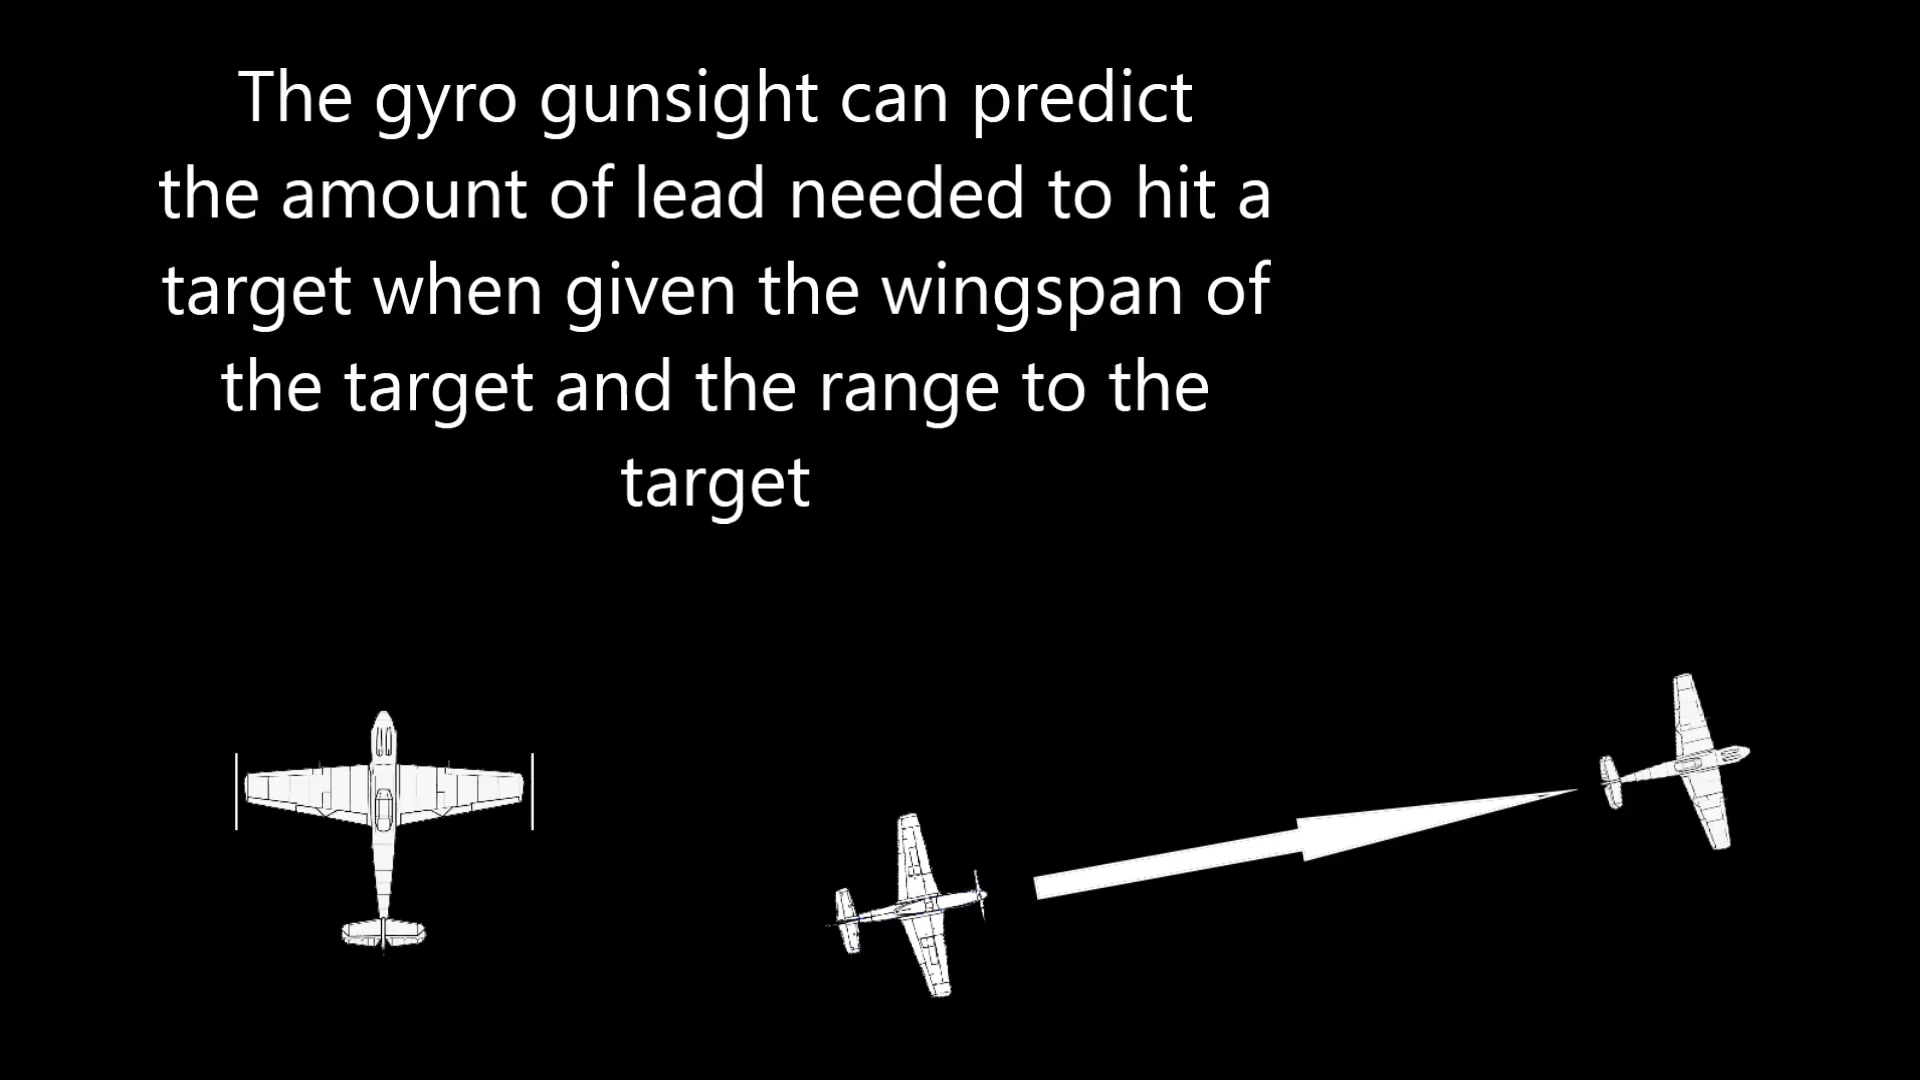 The gyro gunsight can predict
the amount of lead needed to hit a
target when given the wingspan of
the target and the range to the
target